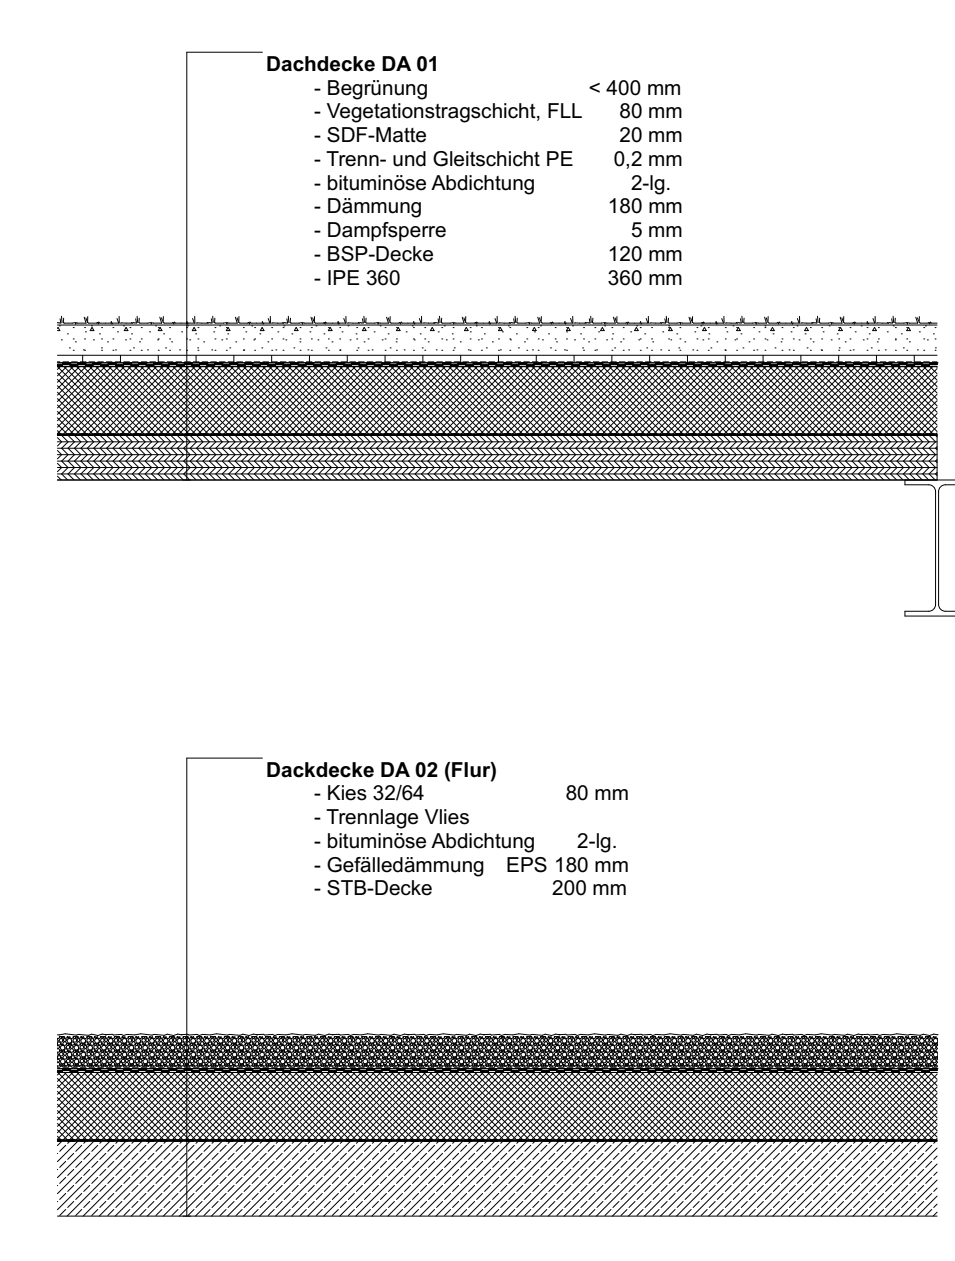 Dachdecke DA 01
- Begrünung < 400 mm
- Vegetationstragschicht, FLL 80 mm
- SDF-Matte 20 mm
- Trenn- und Gleitschicht PE 0,2 mm
- bituminöse Abdichtung 2-lg.
- Dämmung 180 mm
- Dampfsperre 5 mm
- BSP-Decke 120 mm
- IPE 360 360 mm
Dackdecke DA 02 (Flur)
- Kies 32/64 80 mm
- Trennlage Vlies
- bituminöse Abdichtung 2-lg.
- Gefälledämmung EPS 180 mm
- STB-Decke 200 mm